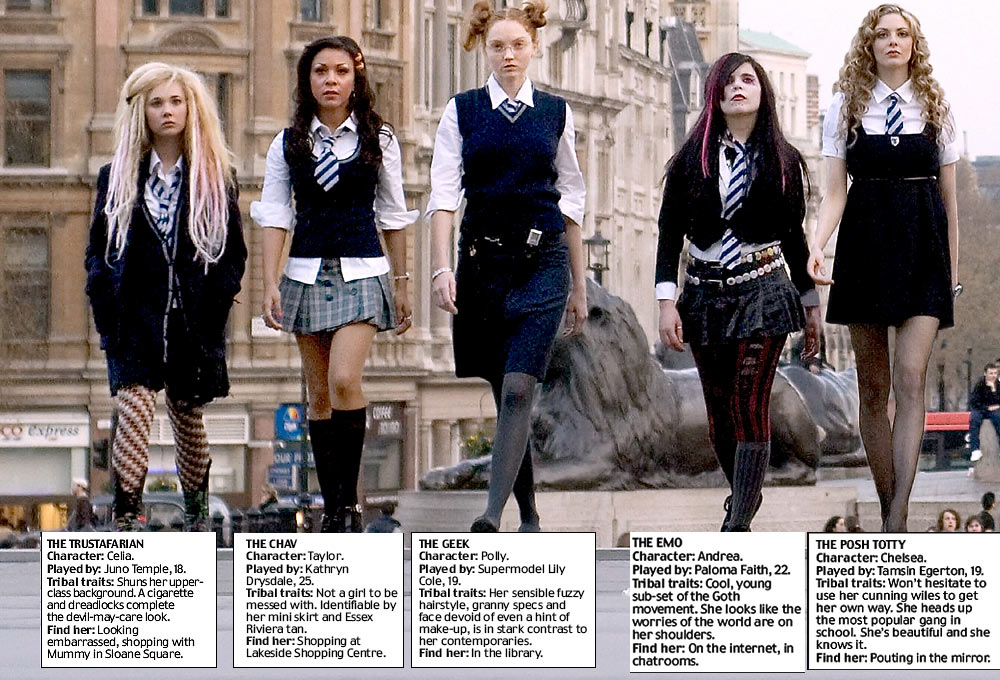 co express
COFFEE
THE TRUSTAFARIAN
Character: Celia.
Played by: Juno Temple, 18.
Tribal traits: Shuns her upper-
class background. A cigarette
and dreadlocks complete
the devil-may-care look.
Find her: Looking
embarrassed, shopping with
Mummy in Sloane Square.
THE CHAV
Character: Taylor.
Played by: Kathryn
Drysdale, 25.
Tribal traits: Not a girl to be
messed with. Identifiable by
her mini skirt and Essex
Riviera tan.
Find her: Shopping at
Lakeside Shopping Centre.
THE GEEK
Character: Polly.
Played by: Supermodel Lily
Cole, 19.
Tribal traits: Her sensible fuzzy
hairstyle, granny specs and
face devoid of even a hint of
make-up, is in stark contrast to
her contemporaries.
Find her: In the library.
THE EMO
Character: Andrea.
Played by: Paloma Faith, 22.
Tribal traits: Cool, young
sub-set of the Goth
movement. She looks like the
worries of the world are on
her shoulders.
Find her: On the internet, in
chatrooms.
THE POSH TOTTY
Character: Chelsea.
Played by: Tamsin Egerton, 19.
Tribal traits: Won't hesitate to
use her cunning wiles to get
her own way. She heads up
the most popular gang in
school. She's beautiful and she
knows it.
Find her: Pouting in the mirror.